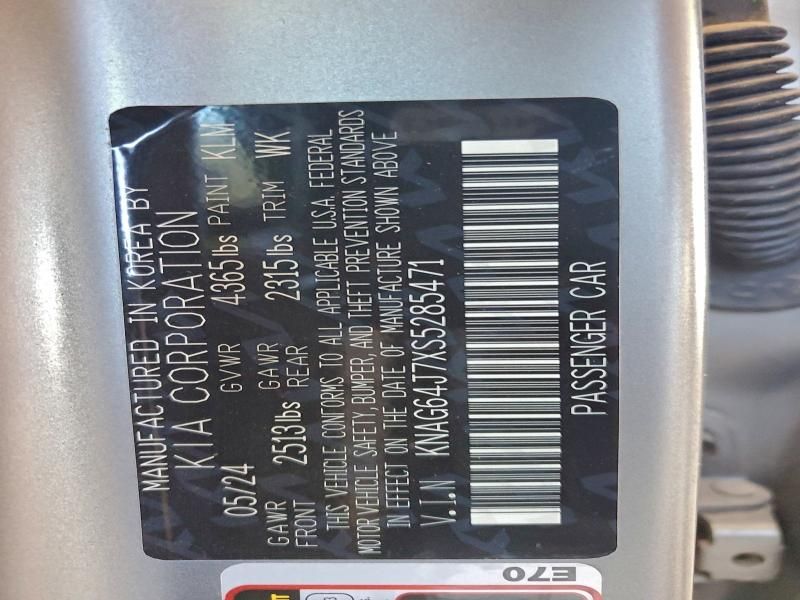 MANUFACTURED IN KOREA BY
KIA CORPORATION
05/24 GVWR 4365lbs PAINT KLM
GAWR FRONT 2513lbs GAWR REAR 2315lbs TRIM WK
THIS VEHICLE CONFORMS TO ALL APPLICABLE U.S.A. FEDERAL
MOTOR VEHICLE SAFETY, BUMPER, AND THEFT PREVENTION STANDARDS
IN EFFECT ON THE DATE OF MANUFACTURE SHOWN ABOVE
V.I.N KNAG64J7XS5285471
PASSENGER CAR
E70